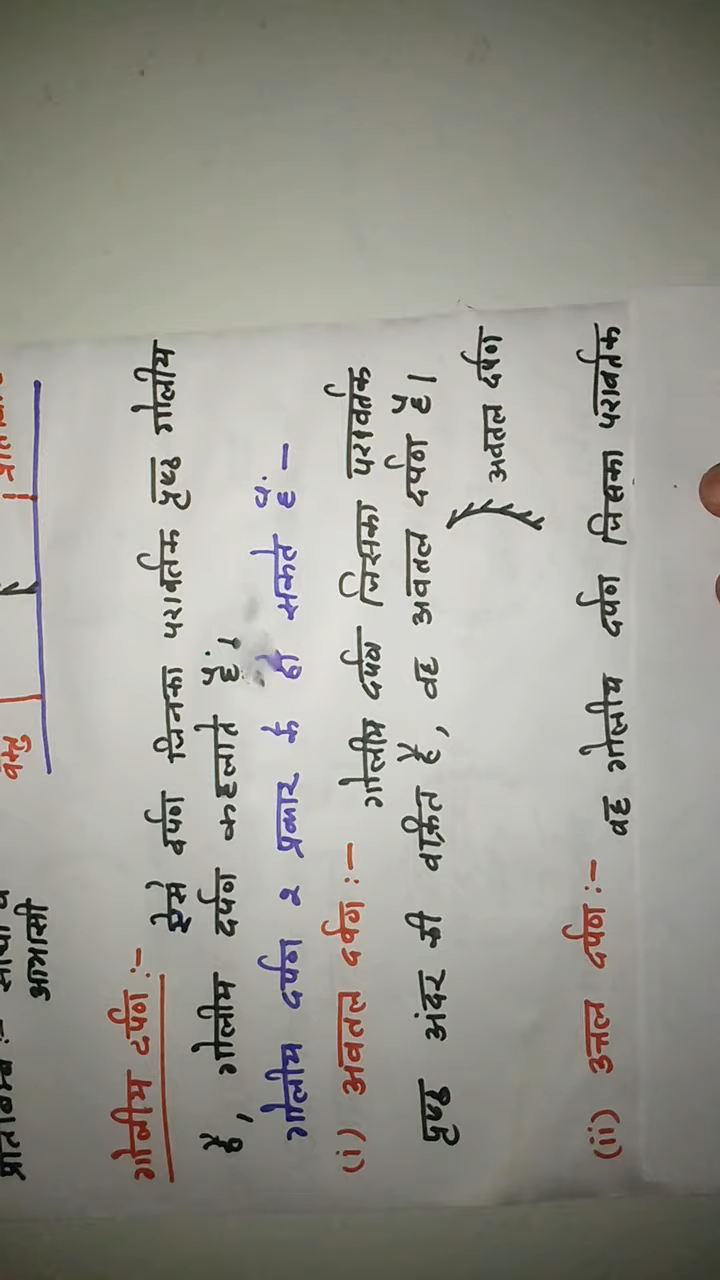 वस्तु
आभासी
गोलीय दर्पण :- ऐसे दर्पण जिनका परावर्तक पृष्ठ गोलीय
है, गोलीय दर्पण कहलाते हैं।
गोलीय दर्पण २ प्रकार के हो सकते हैं -
(i) अवतल दर्पण :- गोलीय दर्पण जिसका परावर्तक
पृष्ठ अंदर की वक्रित है, वह अवतल दर्पण है।
अवतल दर्पण
(ii) उत्तल दर्पण :- वह गोलीय दर्पण जिसका परावर्तक